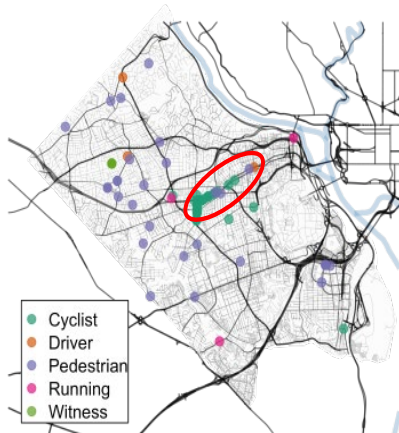 Cyclist
Driver
Pedestrian
Running
Witness